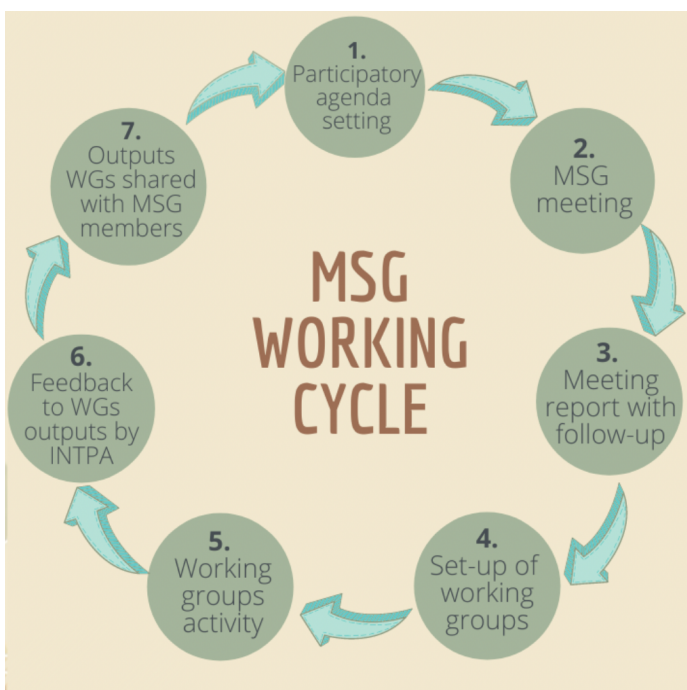 1.
Participatory
agenda
setting
2.
MSG
meeting
3.
Meeting
report with
follow-up
4.
Set-up of
working
groups
5.
Working
groups
activity
6.
Feedback
to WGs
outputs by
INTPA
7.
Outputs
WGs shared
with MSG
members
MSG
WORKING
CYCLE